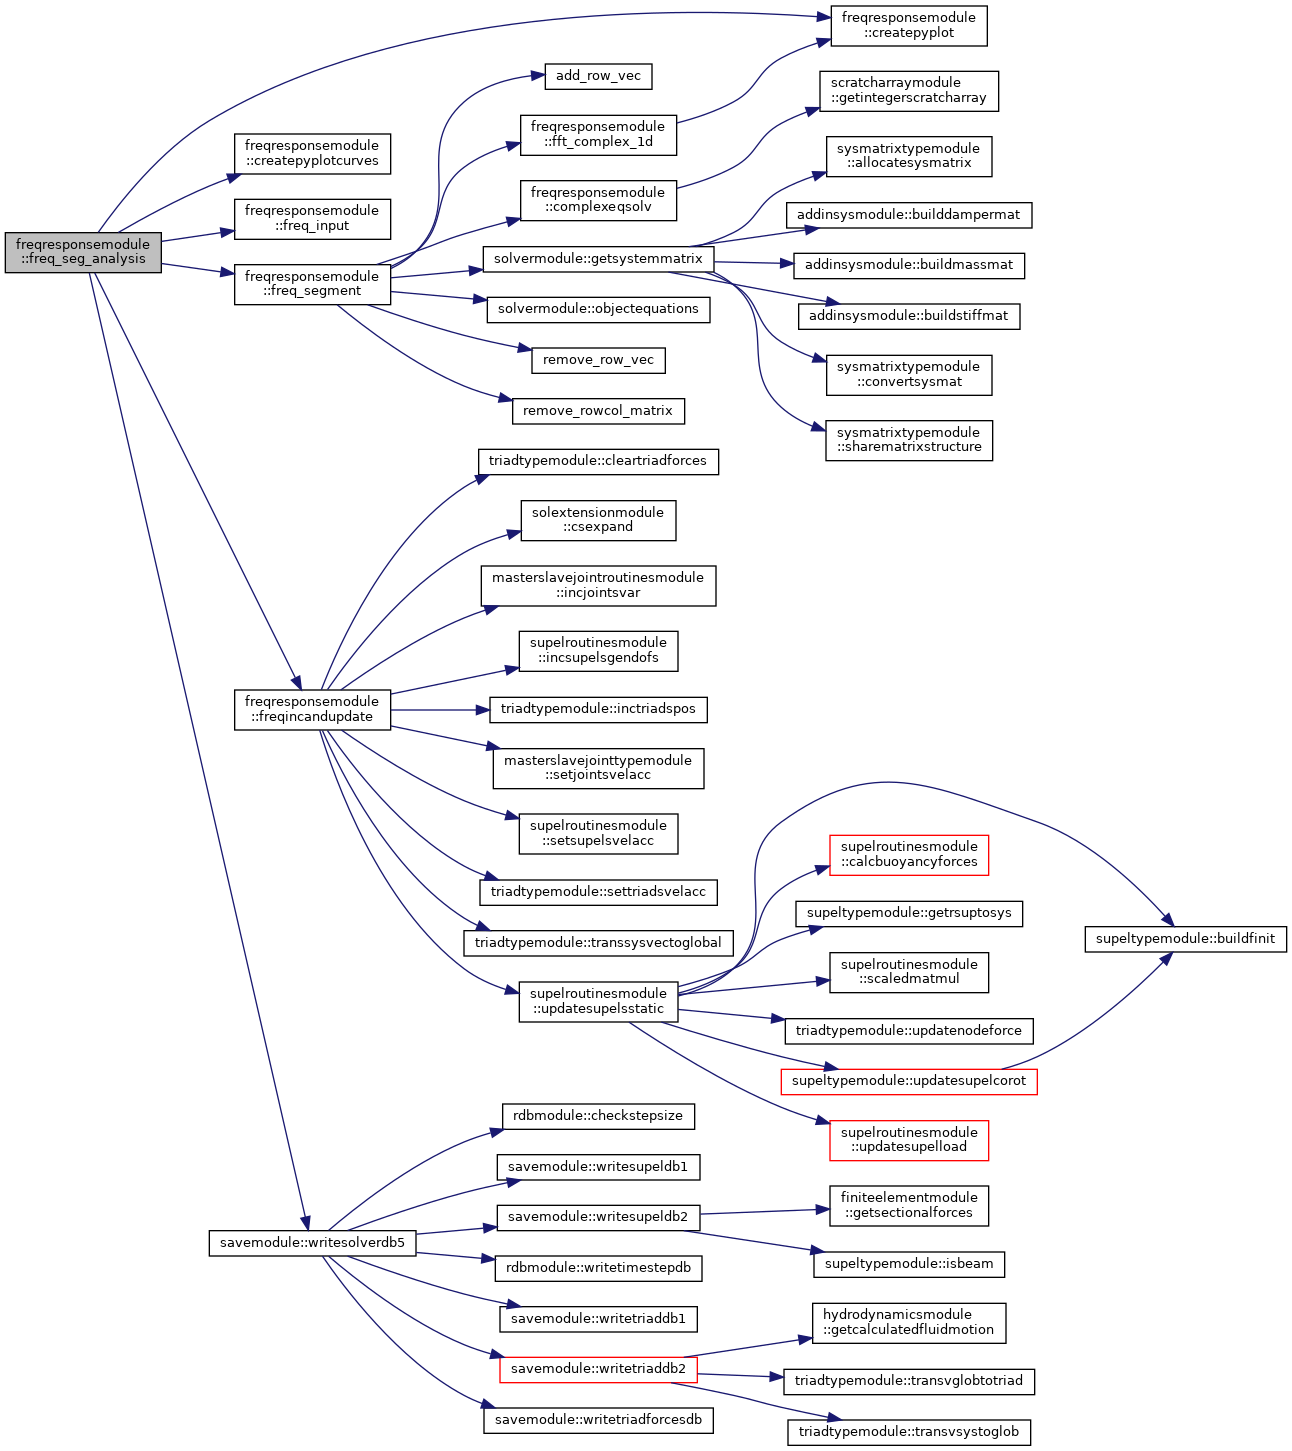 freqresponsemodule
::freq_seg_analysis
freqresponsemodule
::createpyplot
freqresponsemodule
::createpyplotcurves
freqresponsemodule
::freq_input
freqresponsemodule
::freq_segment
add_row_vec
freqresponsemodule
::fft_complex_1d
freqresponsemodule
::complexeqsolv
scratcharraymodule
::getintegerscratcharray
solvermodule::getsystemmatrix
sysmatrixtypemodule
::allocatesysmatrix
addinsysmodule::builddampermat
addinsysmodule::buildmassmat
addinsysmodule::buildstiffmat
sysmatrixtypemodule
::convertsysmat
sysmatrixtypemodule
::sharematrixstructure
solvermodule::objectequations
remove_row_vec
remove_rowcol_matrix
freqresponsemodule
::freqincandupdate
triadtypemodule::cleartriadforces
solextensionmodule
::csexpand
masterslavejointroutinesmodule
::incjointsvar
supelroutinesmodule
::incsupelsgendofs
triadtypemodule::inctriadspos
masterslavejointtypemodule
::setjointsvelacc
supelroutinesmodule
::setsupelsvelacc
triadtypemodule::settriadsvelacc
triadtypemodule::transsysvectoglobal
supelroutinesmodule
::updatesupelsstatic
supelroutinesmodule
::calcbuoyancyforces
supeltypemodule::getrsuptosys
supelroutinesmodule
::scaledmatmul
triadtypemodule::updatenodeforce
supeltypemodule::updatesupelcorot
supelroutinesmodule
::updatesupelload
supeltypemodule::buildfinit
savemodule::writesolverdb5
rdbmodule::checkstepsize
savemodule::writesupeldb1
savemodule::writesupeldb2
finiteelementmodule
::getsectionalforces
supeltypemodule::isbeam
rdbmodule::writetimestepdb
savemodule::writetriaddb1
savemodule::writetriaddb2
hydrodynamicsmodule
::getcalculatedfluidmotion
triadtypemodule::transvglobtotriad
triadtypemodule::transvsystoglob
savemodule::writetriadforcesdb